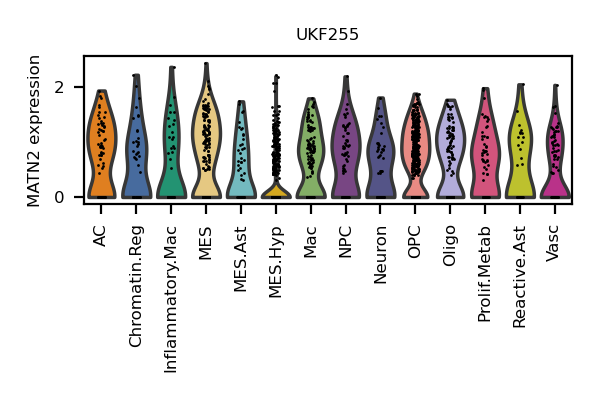 UKF255
MATN2 expression
2
0
AC
Chromatin.Reg
Inflammatory.Mac
MES
MES.Ast
MES.Hyp
Mac
NPC
Neuron
OPC
Oligo
Prolif.Metab
Reactive.Ast
Vasc